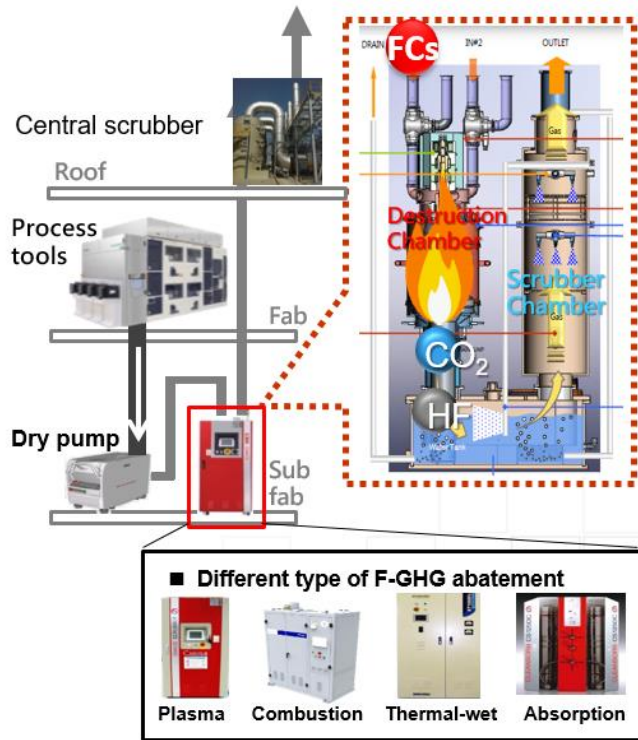 DRAIN
FCs
IN#2
OUTLET
Central scrubber
Gas
Roof
Process
tools
Destruction
Chamber
Scrubber
Chamber
Fab
Gas
CO₂
HF
Dry pump
Sub
fab
■ Different type of F-GHG abatement
Plasma
Combustion
Thermal-wet
Absorption